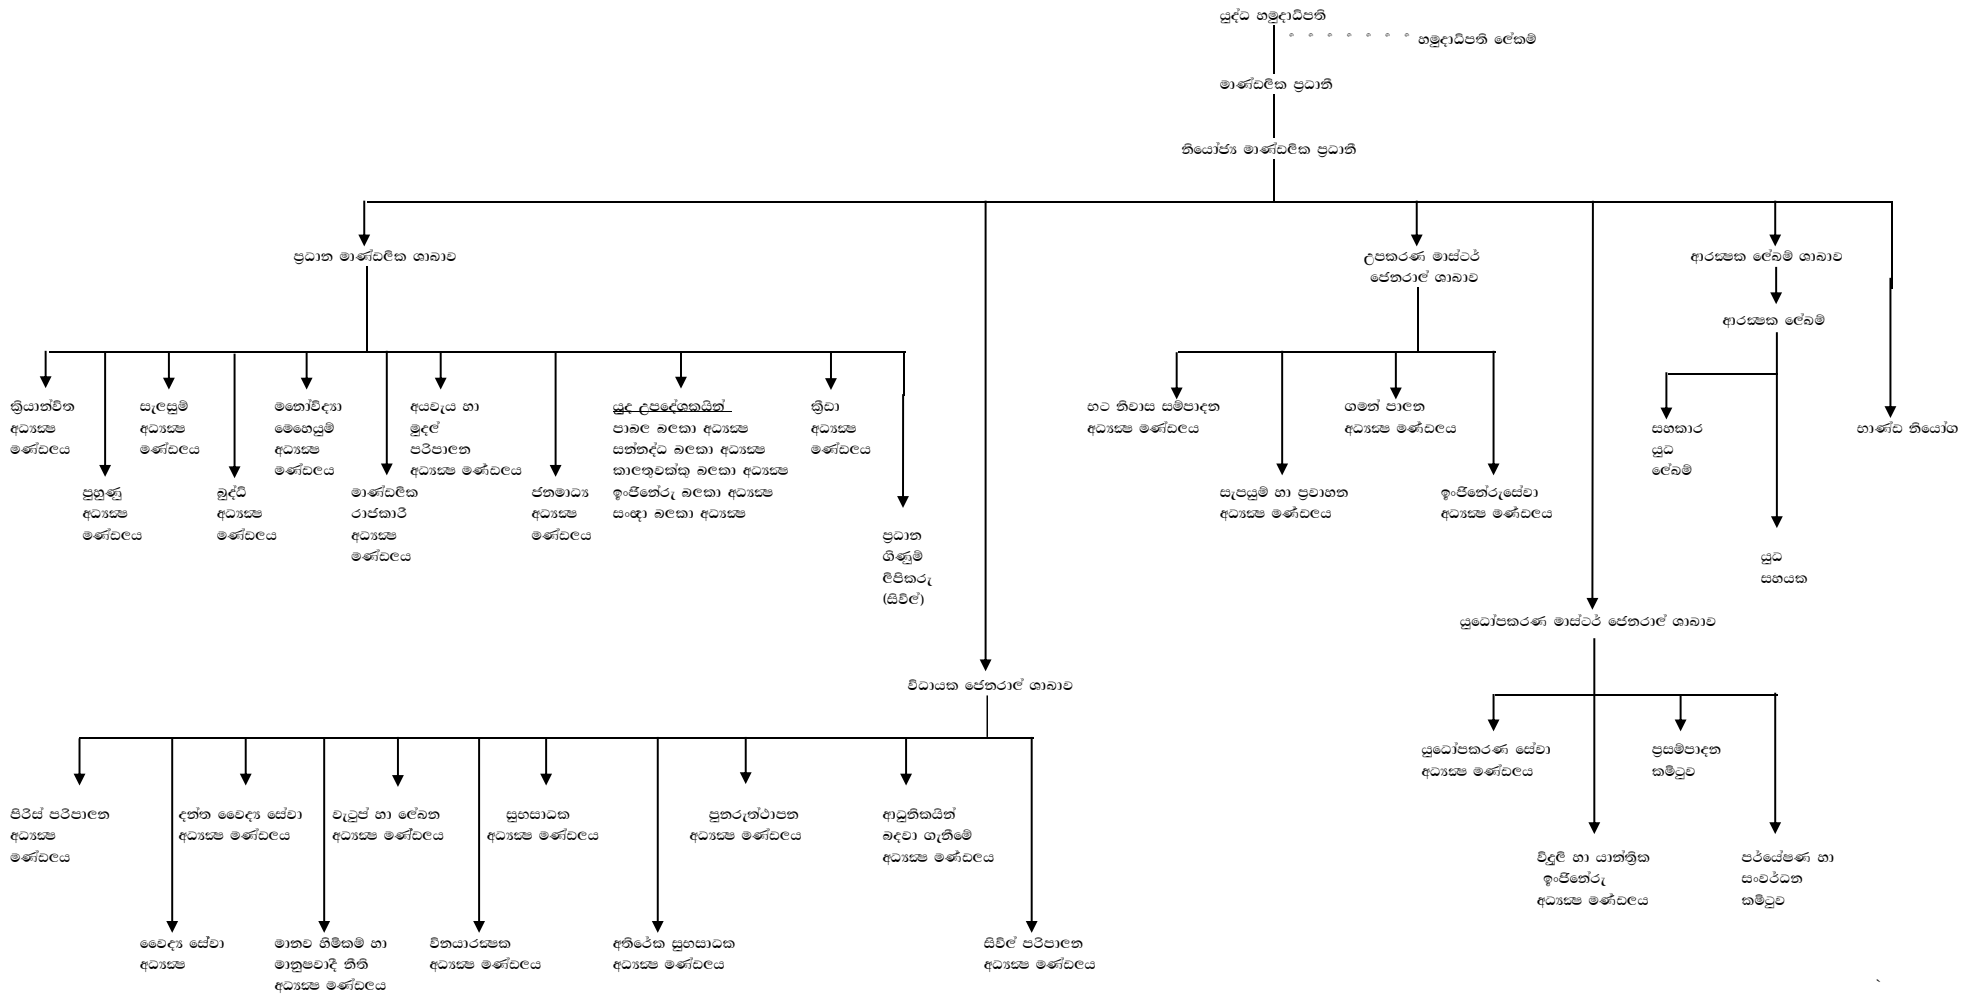 යුද්ධ හමුදාධිපති
හමුදාධිපති ලේකම්
මාණ්ඩලික ප්‍රධානී
නියෝජ්‍ය මාණ්ඩලික ප්‍රධානී
ප්‍රධාන මාණ්ඩලික ශාඛාව
උපකරණ මාස්ටර්
ජෙනරාල් ශාඛාව
ආරක්‍ෂක ලේඛම් ශාඛාව
ආරක්‍ෂක ලේඛම්
ක්‍රියාන්විත
අධ්‍යක්‍ෂ
මණ්ඩලය
සැලසුම්
අධ්‍යක්‍ෂ
මණ්ඩලය
මනෝවිද්‍යා
මෙහෙයුම්
අධ්‍යක්‍ෂ
මණ්ඩලය
අයවැය හා
මුදල්
පරිපාලන
අධ්‍යක්‍ෂ මණ්ඩලය
යුද උපදේශකයින්
පාබල බලකා අධ්‍යක්‍ෂ
සන්නද්ධ බලකා අධ්‍යක්‍ෂ
කාලතුවක්කු බලකා අධ්‍යක්‍ෂ
ඉංජිනේරු බලකා අධ්‍යක්‍ෂ
සංඥා බලකා අධ්‍යක්‍ෂ
ක්‍රීඩා
අධ්‍යක්‍ෂ
මණ්ඩලය
භට නිවාස සම්පාදන
අධ්‍යක්‍ෂ මණ්ඩලය
ගමන් පාලන
අධ්‍යක්‍ෂ මණ්ඩලය
සහකාර
යුධ
ලේඛම්
භාණ්ඩ නියෝග
පුහුණු
අධ්‍යක්‍ෂ
මණ්ඩලය
බුද්ධි
අධ්‍යක්‍ෂ
මණ්ඩලය
මාණ්ඩලික
රාජකාරී
අධ්‍යක්‍ෂ
මණ්ඩලය
ජනමාධ්‍ය
අධ්‍යක්‍ෂ
මණ්ඩලය
ප්‍රධාන
ගිණුම්
ලිපිකරු
(සිවිල්)
සැපයුම් හා ප්‍රවාහන
අධ්‍යක්‍ෂ මණ්ඩලය
ඉංජිනේරුසේවා
අධ්‍යක්‍ෂ මණ්ඩලය
යුධ
සහයක
යුධෝපකරණ මාස්ටර් ජෙනරාල් ශාඛාව
විධායක ජෙනරාල් ශාඛාව
යුධෝපකරණ සේවා
අධ්‍යක්‍ෂ මණ්ඩලය
ප්‍රසම්පාදන
කමිටුව
පිරිස් පරිපාලන
අධ්‍යක්‍ෂ
මණ්ඩලය
දන්ත වෛද්‍ය සේවා
අධ්‍යක්‍ෂ මණ්ඩලය
වැටුප් හා ලේඛන
අධ්‍යක්‍ෂ මණ්ඩලය
සුභසාධක
අධ්‍යක්‍ෂ මණ්ඩලය
පුනරුත්ථාපන
අධ්‍යක්‍ෂ මණ්ඩලය
ආධුනිකයින්
බදවා ගැනීමේ
අධ්‍යක්‍ෂ මණ්ඩලය
විදුලි හා යාන්ත්‍රික
ඉංජිනේරු
අධ්‍යක්‍ෂ මණ්ඩලය
පර්යේෂණ හා
සංවර්ධන
කමිටුව
වෛද්‍ය සේවා
අධ්‍යක්‍ෂ
මානව හිමිකම් හා
මානුෂවාදී නීති
අධ්‍යක්‍ෂ මණ්ඩලය
විනයාරක්‍ෂක
අධ්‍යක්‍ෂ මණ්ඩලය
අතිරේක සුභසාධක
අධ්‍යක්‍ෂ මණ්ඩලය
සිවිල් පරිපාලන
අධ්‍යක්‍ෂ මණ්ඩලය